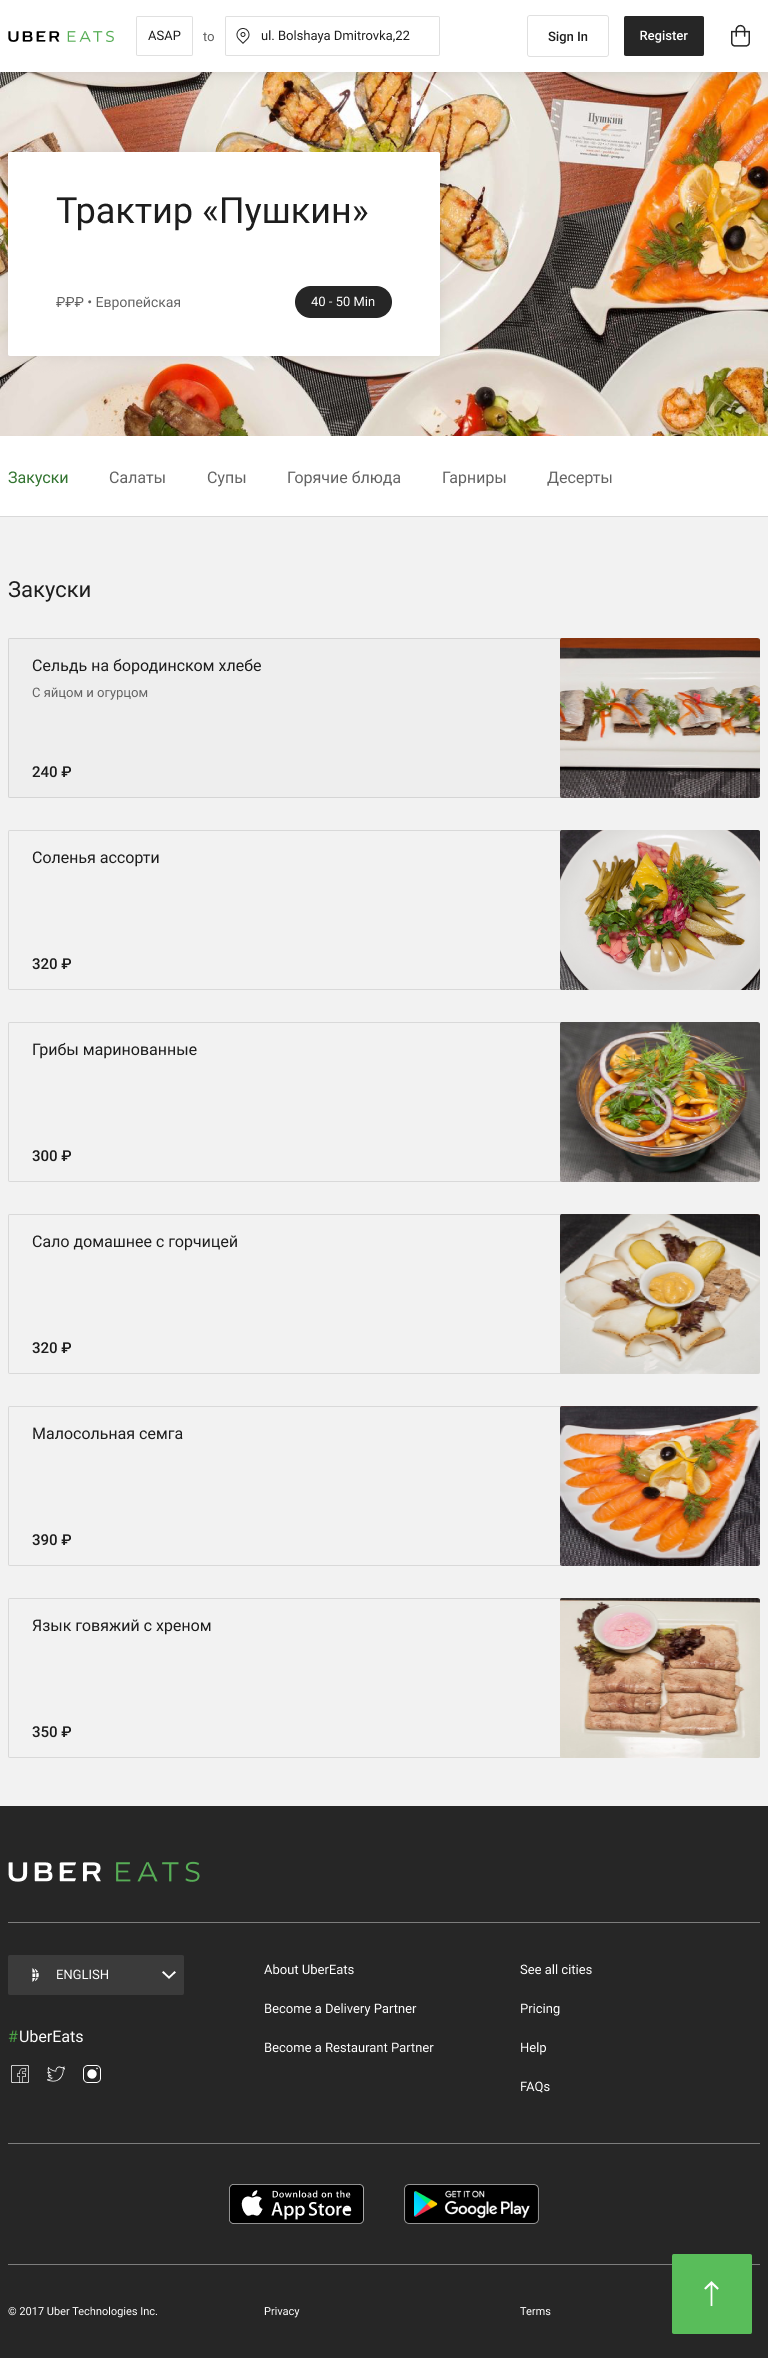 UBER EATS
ASAP to ul. Bolshaya Dmitrovka,22
Sign In
Register
Пушкин
Трактир «Пушкин»
₽₽₽ • Европейская
40 - 50 Min
Закуски Салаты Супы Горячие блюда Гарниры Десерты
Закуски
Сельдь на бородинском хлебе
С яйцом и огурцом
240 ₽
Соленья ассорти
320 ₽
Грибы маринованные
300 ₽
Сало домашнее с горчицей
320 ₽
Малосольная семга
390 ₽
Язык говяжий с хреном
350 ₽
UBER EATS
ENGLISH
#UberEats
About UberEats
Become a Delivery Partner
Become a Restaurant Partner
See all cities
Pricing
Help
FAQs
Download on the
App Store
GET IT ON
Google Play
© 2017 Uber Technologies Inc.
Privacy
Terms